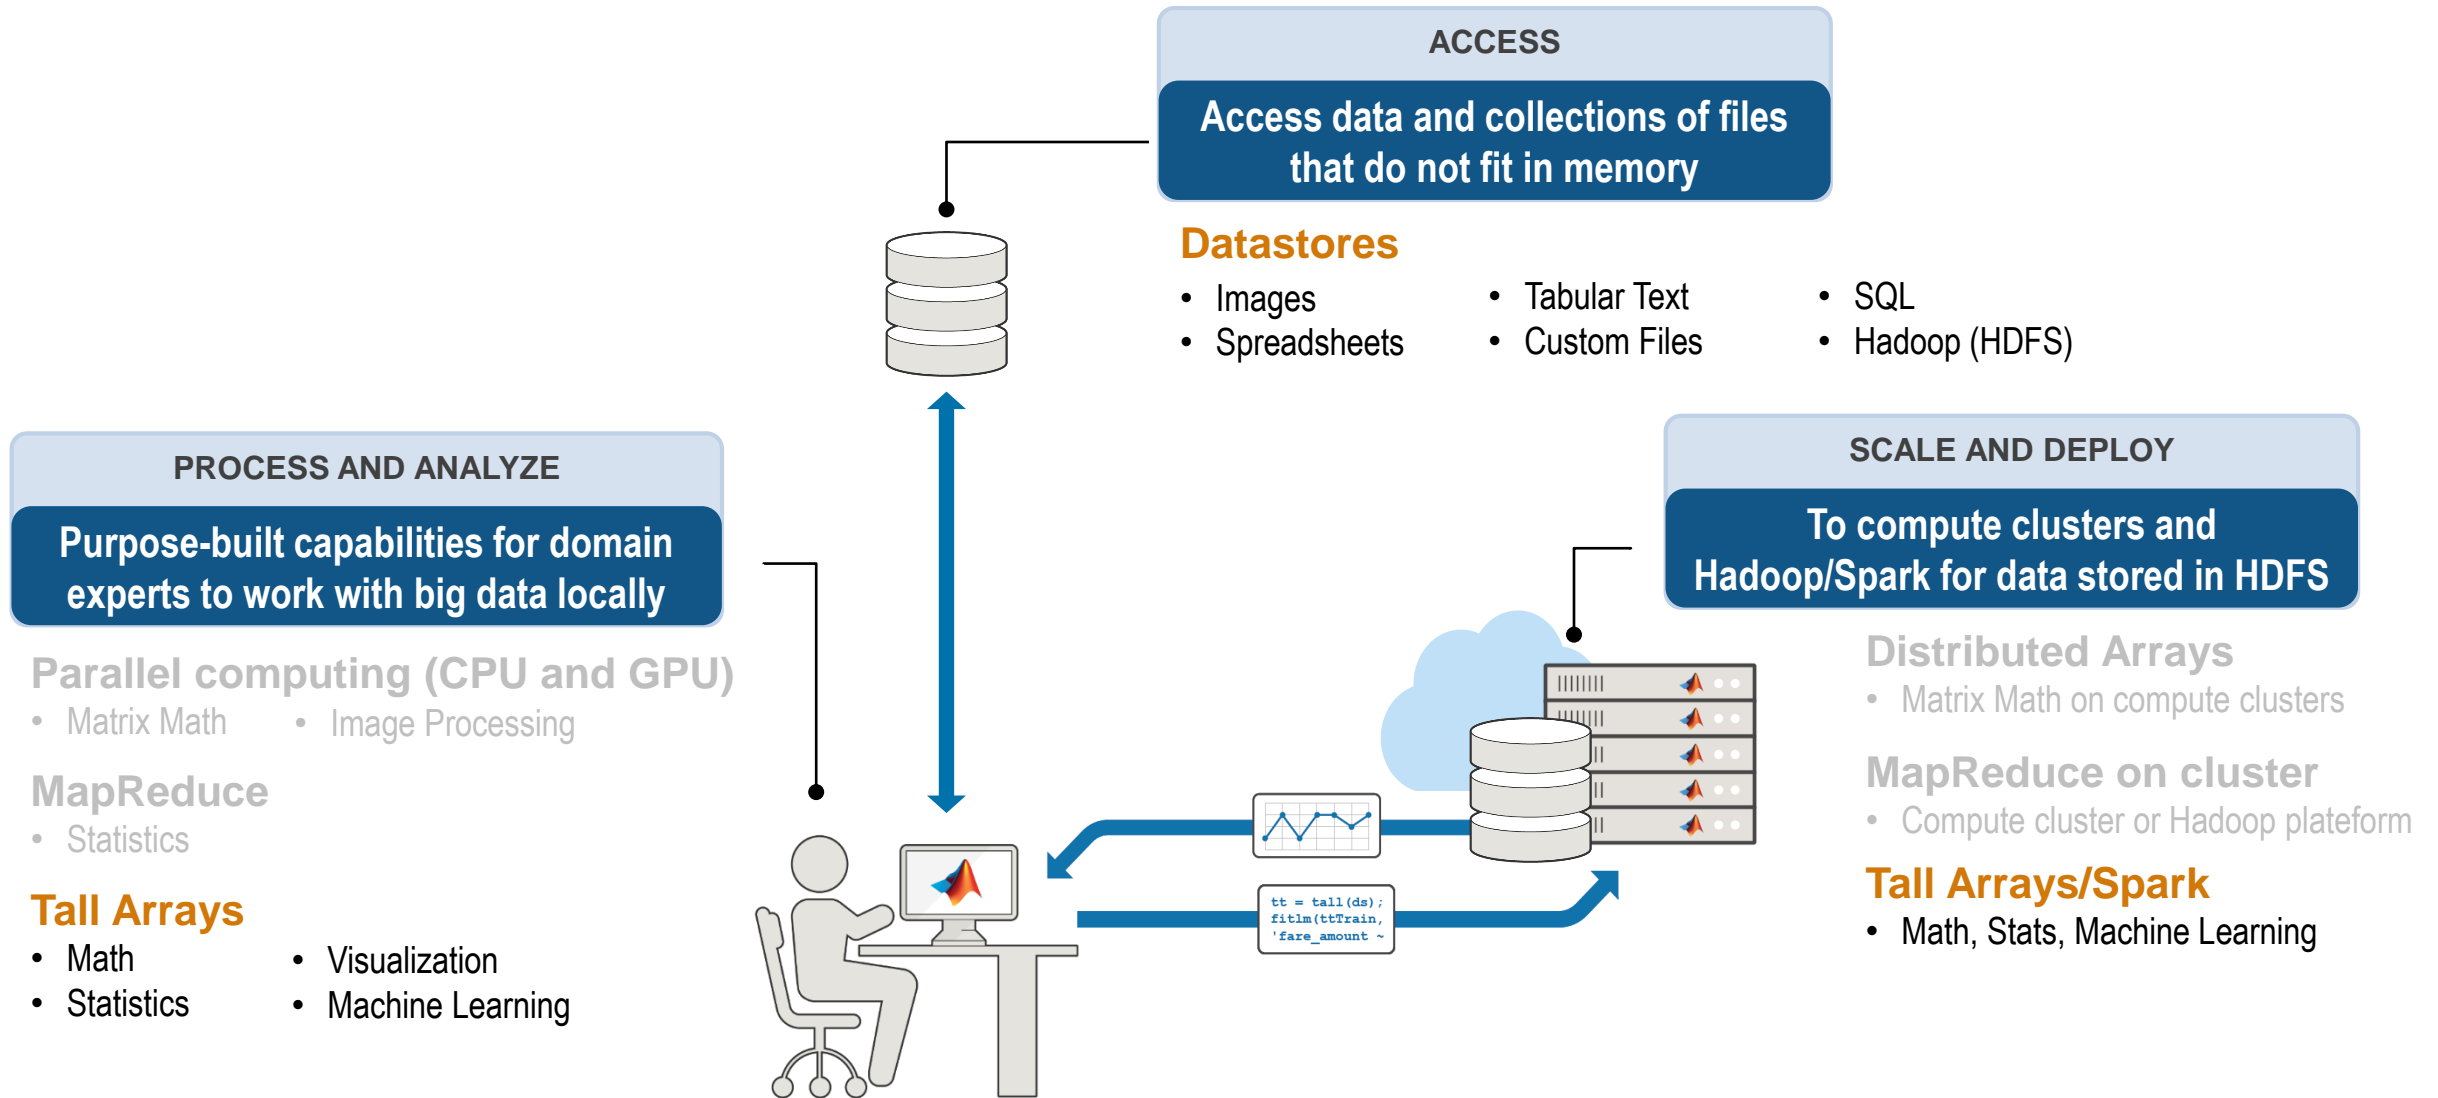 ACCESS
Access data and collections of files
that do not fit in memory
Datastores
• Images
• Spreadsheets
• Tabular Text
• Custom Files
• SQL
• Hadoop (HDFS)
PROCESS AND ANALYZE
Purpose-built capabilities for domain
experts to work with big data locally
Parallel computing (CPU and GPU)
• Matrix Math
• Image Processing
MapReduce
• Statistics
Tall Arrays
• Math
• Statistics
• Visualization
• Machine Learning
tt = tall(ds);
fitlm(ttTrain,
'fare_amount ~
SCALE AND DEPLOY
To compute clusters and
Hadoop/Spark for data stored in HDFS
Distributed Arrays
• Matrix Math on compute clusters
MapReduce on cluster
• Compute cluster or Hadoop plateform
Tall Arrays/Spark
• Math, Stats, Machine Learning